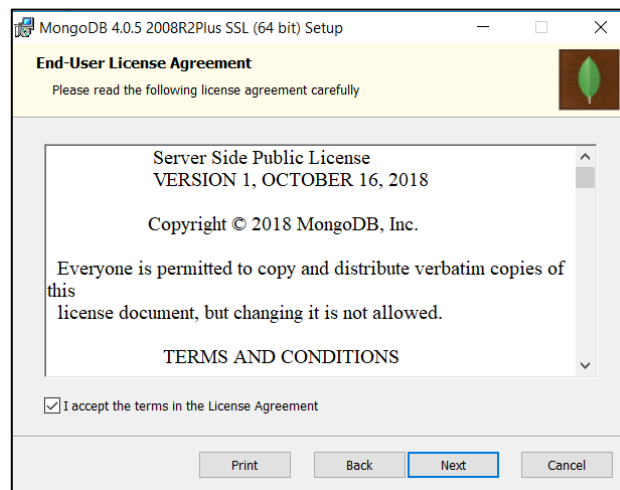 MongoDB 4.0.5 2008R2Plus SSL (64 bit) Setup
End-User License Agreement
Please read the following license agreement carefully
Server Side Public License
VERSION 1, OCTOBER 16, 2018
Copyright © 2018 MongoDB, Inc.
Everyone is permitted to copy and distribute verbatim copies of
this
license document, but changing it is not allowed.
TERMS AND CONDITIONS
I accept the terms in the License Agreement
Print Back Next Cancel